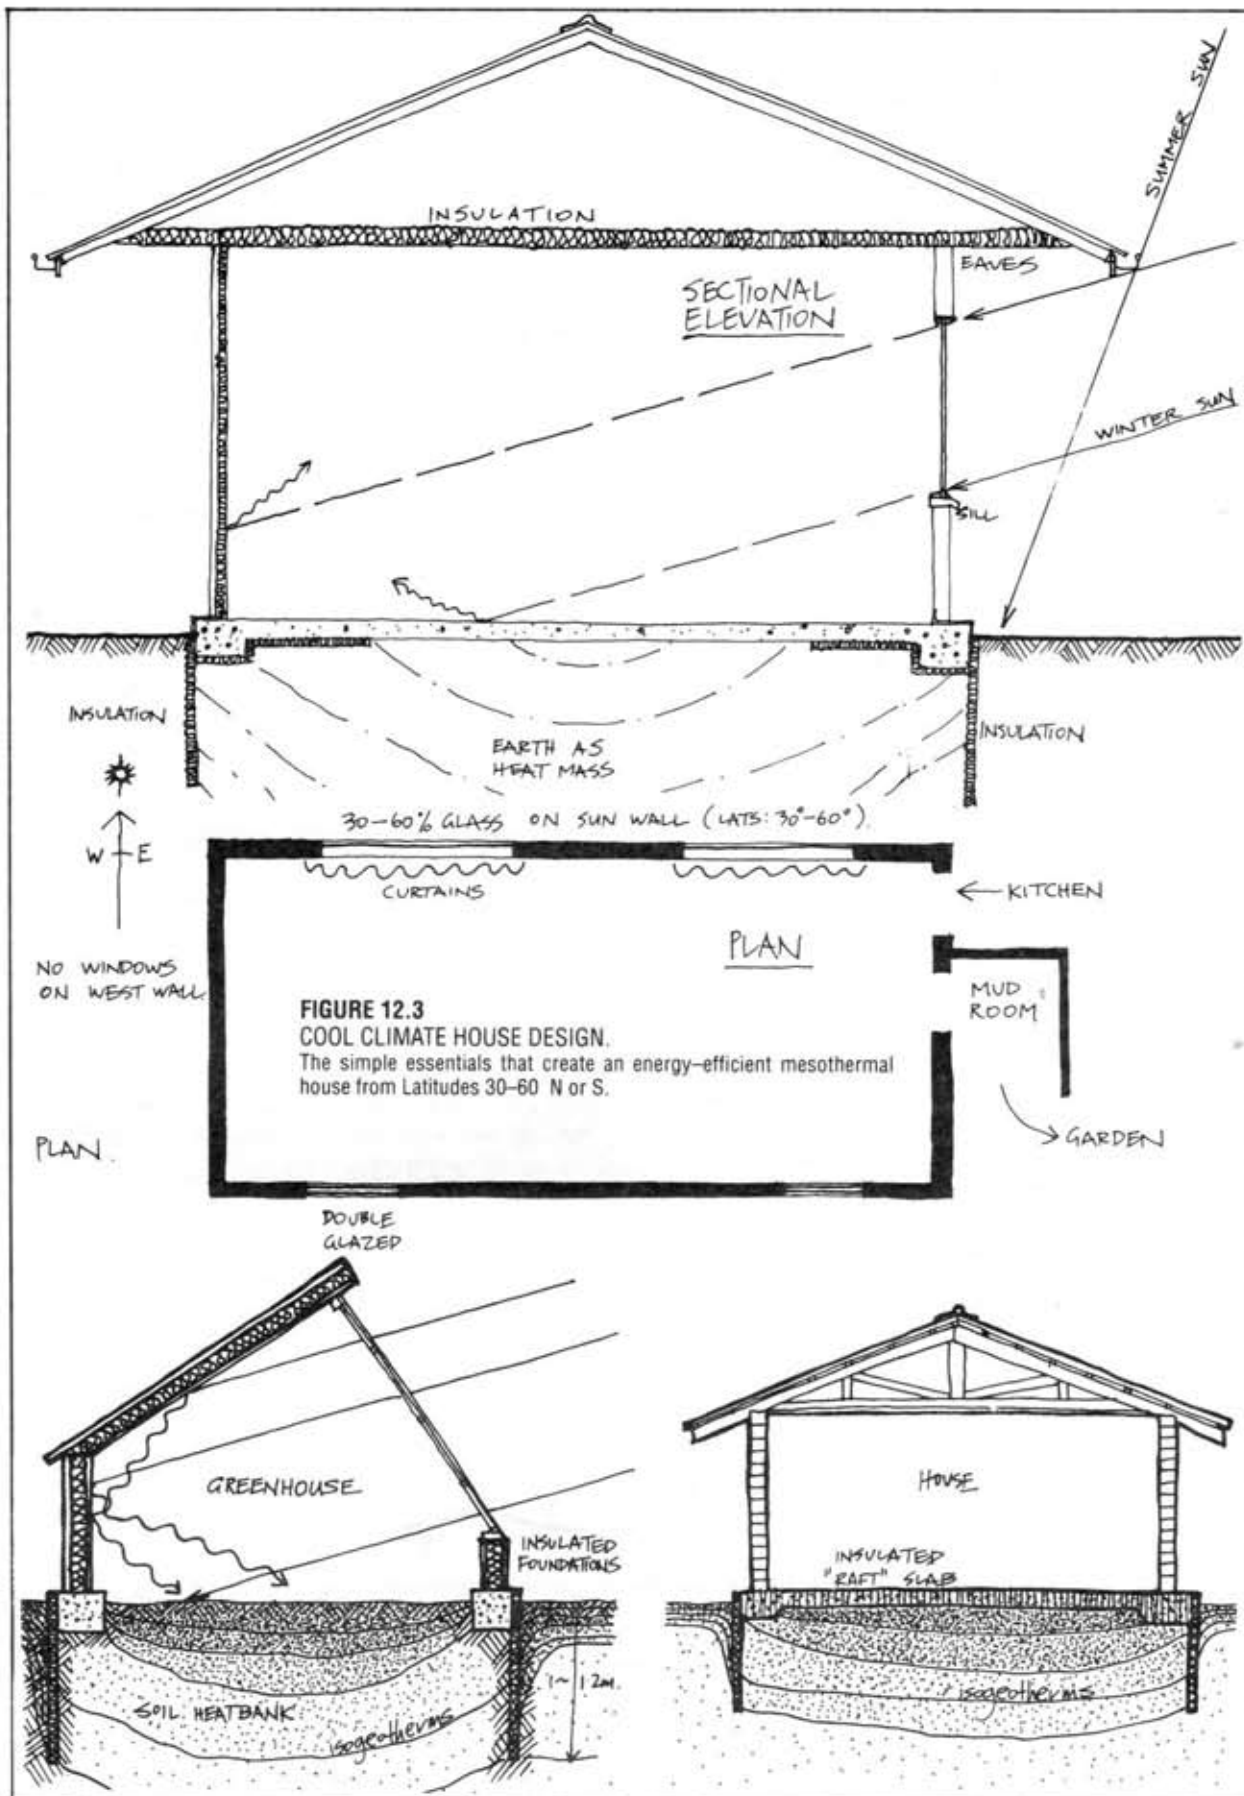 SUMMER SUN
INSULATION
EAVES
SECTIONAL
ELEVATION
WINTER SUN
SILL
INSULATION
INSULATION
EARTH AS
HEAT MASS
30-60% GLASS ON SUN WALL (LATS: 30°-60°).
W E
CURTAINS
KITCHEN
PLAN
NO WINDOWS
ON WEST WALL.
MUD
ROOM
FIGURE 12.3
COOL CLIMATE HOUSE DESIGN.
The simple essentials that create an energy–efficient mesothermal
house from Latitudes 30–60 N or S.
GARDEN
PLAN.
DOUBLE
GLAZED
GREENHOUSE
HOUSE
INSULATED
FOUNDATIONS
INSULATED
"RAFT" SLAB
1~1.2m.
SOIL HEATBANK
isogeotherms
isogeotherms